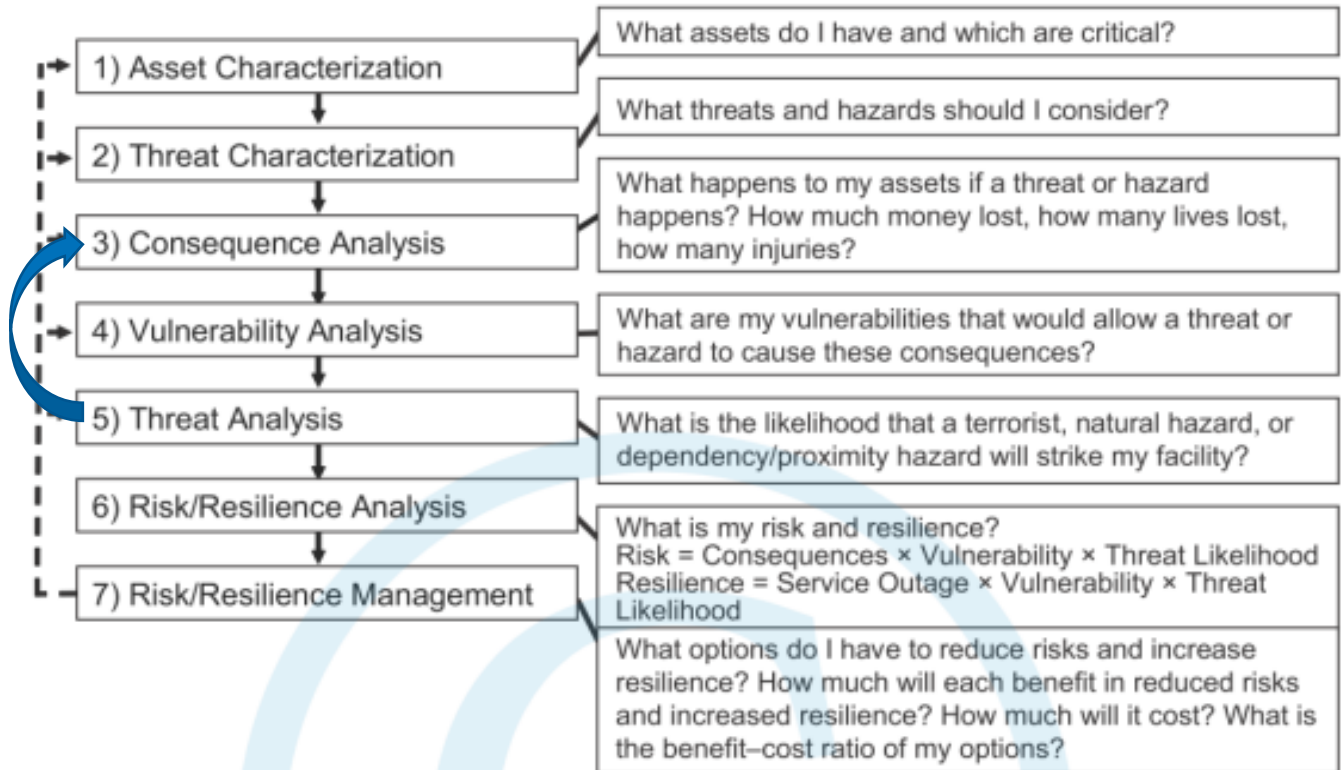 1) Asset Characterization
What assets do I have and which are critical?
2) Threat Characterization
What threats and hazards should I consider?
3) Consequence Analysis
What happens to my assets if a threat or hazard
happens? How much money lost, how many lives lost,
how many injuries?
4) Vulnerability Analysis
What are my vulnerabilities that would allow a threat or
hazard to cause these consequences?
5) Threat Analysis
What is the likelihood that a terrorist, natural hazard, or
dependency/proximity hazard will strike my facility?
6) Risk/Resilience Analysis
What is my risk and resilience?
Risk = Consequences × Vulnerability × Threat Likelihood
Resilience = Service Outage × Vulnerability × Threat
Likelihood
7) Risk/Resilience Management
What options do I have to reduce risks and increase
resilience? How much will each benefit in reduced risks
and increased resilience? How much will it cost? What is
the benefit–cost ratio of my options?